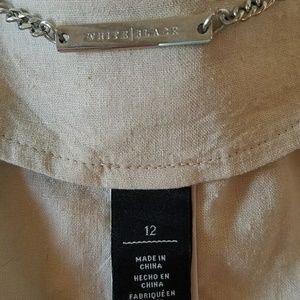 WHITE|BLACK
12
MADE IN
CHINA
HECHO EN
CHINA
FABRIQUÉ EN